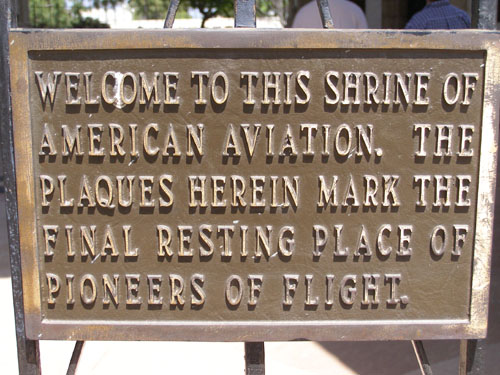 WELCOME TO THIS SHRINE OF
AMERICAN AVIATION. THE
PLAQUES HEREIN MARK THE
FINAL RESTING PLACE OF
PIONEERS OF FLIGHT.